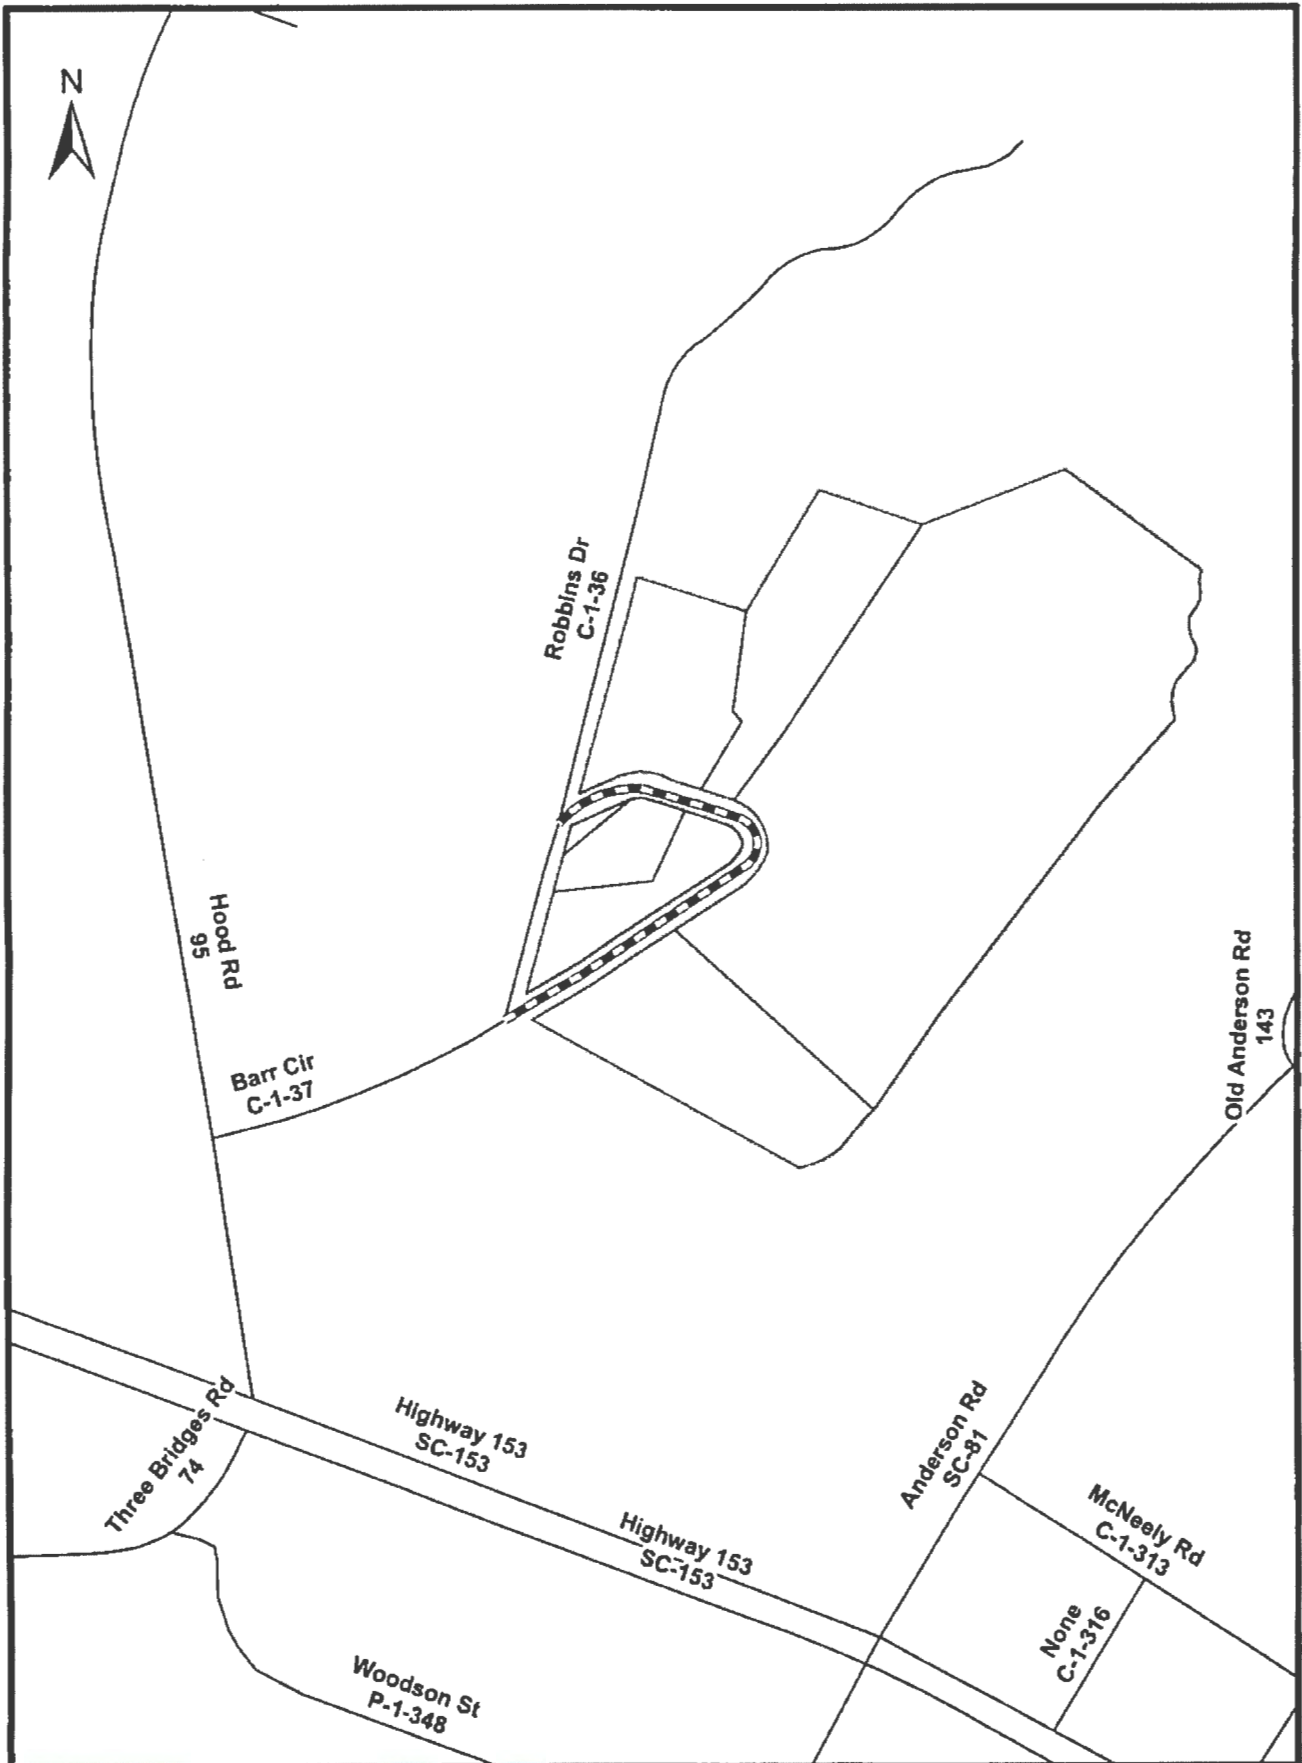 N
Robbins Dr
C-1-36
Hood Rd
95
Old Anderson Rd
143
Barr Cir
C-1-37
Three Bridges Rd
74
Highway 153
SC-153
Anderson Rd
SC-81
McNeely Rd
C-1-313
Highway 153
SC-153
None
C-1-316
Woodson St
P-1-348